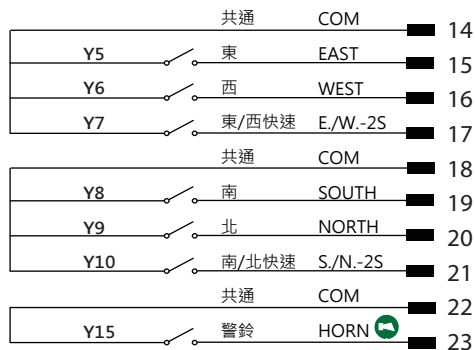 共通 COM 14
Y5 東 EAST 15
Y6 西 WEST 16
Y7 東/西快速 E./W.-2S 17
共通 COM 18
Y8 南 SOUTH 19
Y9 北 NORTH 20
Y10 南/北快速 S./N.-2S 21
共通 COM 22
Y15 警鈴 HORN 23